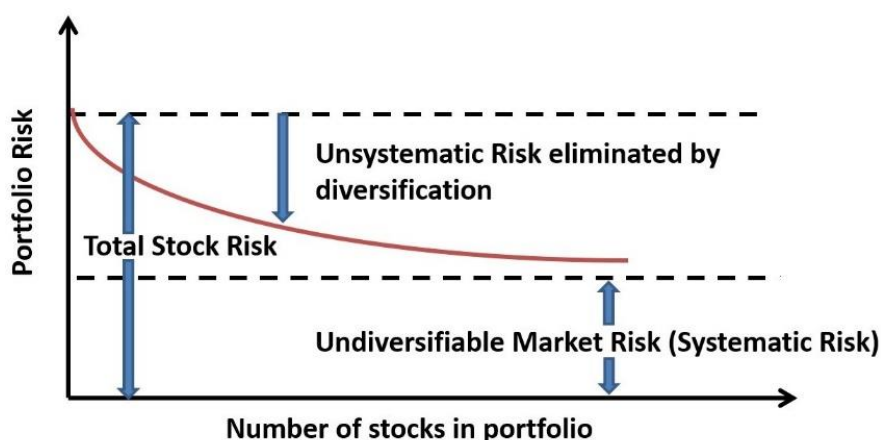 Portfolio Risk
Unsystematic Risk eliminated by
diversification
Total Stock Risk
Undiversifiable Market Risk (Systematic Risk)
Number of stocks in portfolio